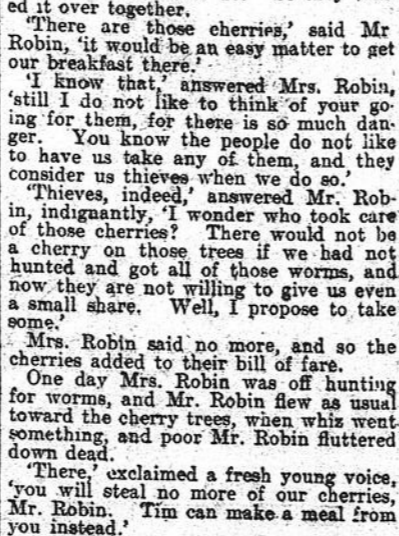 ed it over together.
'There are those cherries,' said Mr
Robin, 'it would be an easy matter to get
our breakfast there.'
'I know that,' answered Mrs. Robin,
'still I do not like to think of your go-
ing for them, for there is so much dan-
ger. You know the people do not like
to have us take any of them, and they
consider us thieves when we do so.'
'Thieves, indeed,' answered Mr. Rob-
in, indignantly, 'I wonder who took care
of those cherries? There would not be
a cherry on those trees if we had not
hunted and got all of those worms, and
now they are not willing to give us even
a small share. Well, I propose to take
some.'
Mrs. Robin said no more, and so the
cherries added to their bill of fare.
One day Mrs. Robin was off hunting
for worms, and Mr. Robin flew as usual
toward the cherry trees, when whiz went
something, and poor Mr. Robin fluttered
down dead.
'There,' exclaimed a fresh young voice,
'you will steal no more of our cherries,
Mr. Robin. Tim can make a meal from
you instead.'